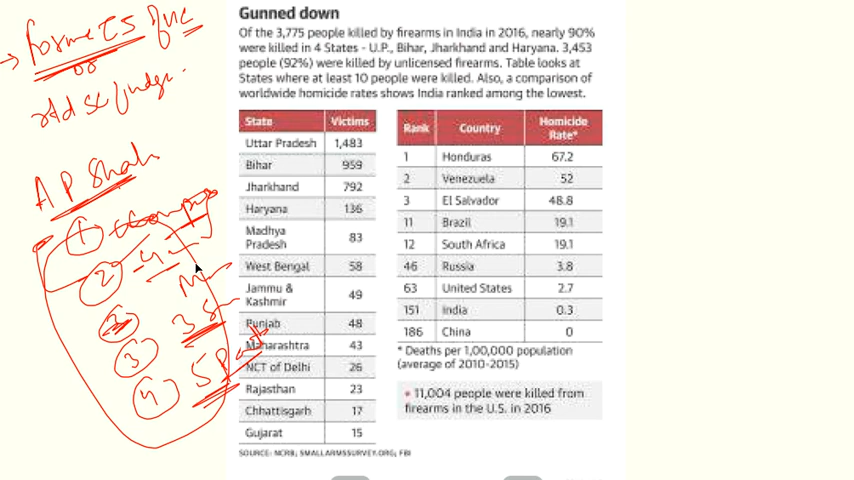 Forme CJ
or
Rtd SC Judge.
A P Shah
1
2
3
4
Gunned down
Of the 3,775 people killed by firearms in India in 2016, nearly 90%
were killed in 4 States - U.P., Bihar, Jharkhand and Haryana. 3,453
people (92%) were killed by unlicensed firearms. Table looks at
States where at least 10 people were killed. Also, a comparison of
worldwide homicide rates shows India ranked among the lowest.
State Victims
Uttar Pradesh 1,483
Bihar 959
Jharkhand 792
Haryana 136
Madhya
Pradesh 83
West Bengal 58
Jammu &
Kashmir 49
Punjab 48
Maharashtra 43
NCT of Delhi 26
Rajasthan 23
Chhattisgarh 17
Gujarat 15
SOURCE: NCRB; SMALLARMSSURVEY.ORG; FBI
Rank Country Homicide
Rate*
1 Honduras 67.2
2 Venezuela 52
3 El Salvador 48.8
11 Brazil 19.1
12 South Africa 19.1
46 Russia 3.8
63 United States 2.7
151 India 0.3
186 China 0
* Deaths per 1,00,000 population
(average of 2010-2015)
• 11,004 people were killed from
firearms in the U.S. in 2016